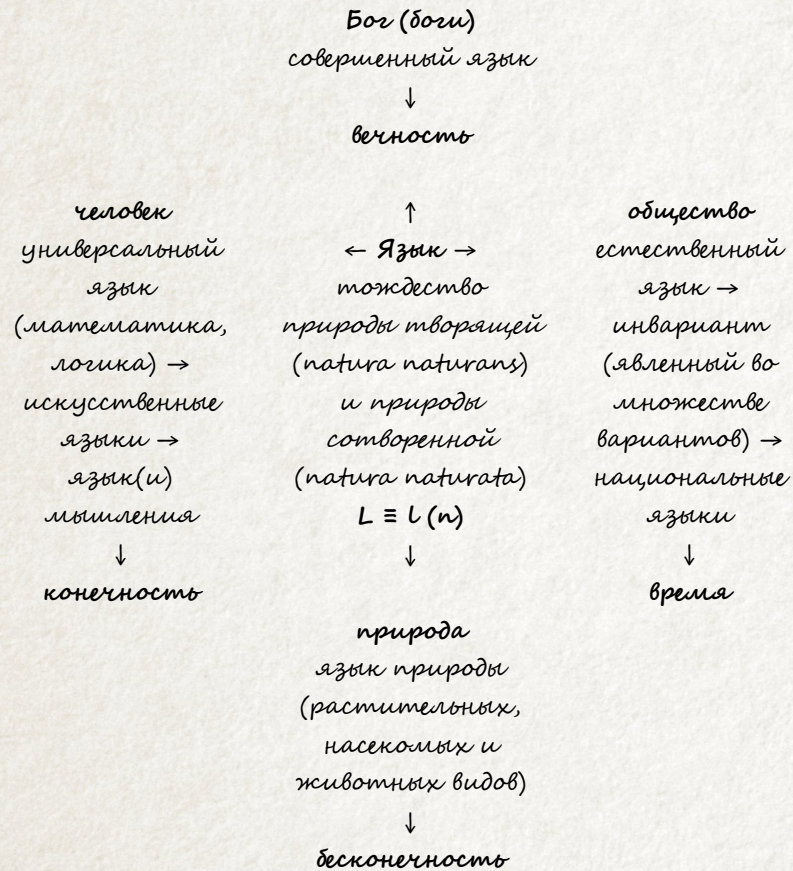 Бог (боги)
совершенный язык
↓
вечность
человек
универсальный
язык
(математика,
логика) →
искусственные
языки →
язык(и)
мышления
↓
конечность
↑
← Язык →
тождество
природы творящей
(natura naturans)
и природы
сотворенной
(natura naturata)
L ≡ l (n)
↓
общество
естественный
язык →
инвариант
(явленный во
множестве
вариантов) →
национальные
языки
↓
время
природа
язык природы
(растительных,
насекомых и
животных видов)
↓
бесконечность